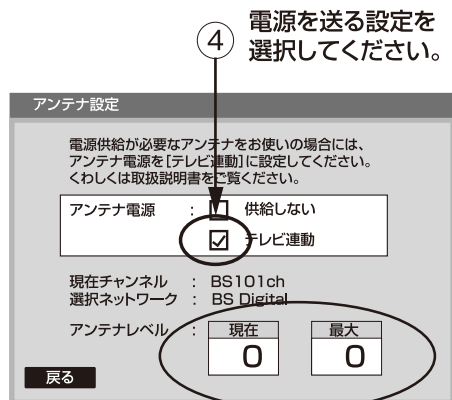 ④
電源を送る設定を
選択してください。
アンテナ設定
電源供給が必要なアンテナをお使いの場合には、
アンテナ電源を[テレビ連動]に設定してください。
くわしくは取扱説明書をご覧ください。
アンテナ電源 : 供給しない
テレビ連動
現在チャンネル : BS101ch
選択ネットワーク : BS Digital
アンテナレベル : 現在 最大
0 0
戻る